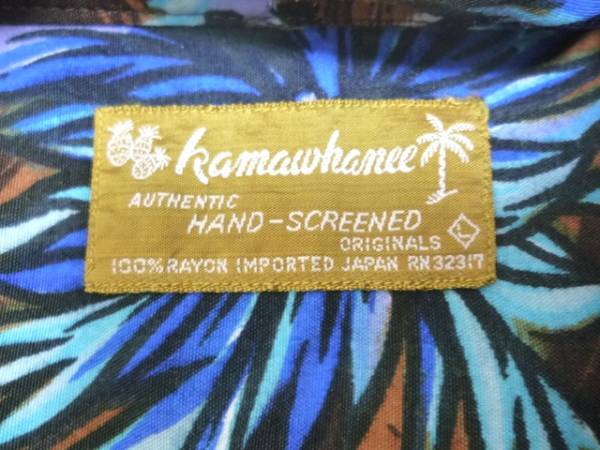 kamawhanee
AUTHENTIC
HAND-SCREENED
ORIGINALS L
100% RAYON IMPORTED JAPAN RN32317